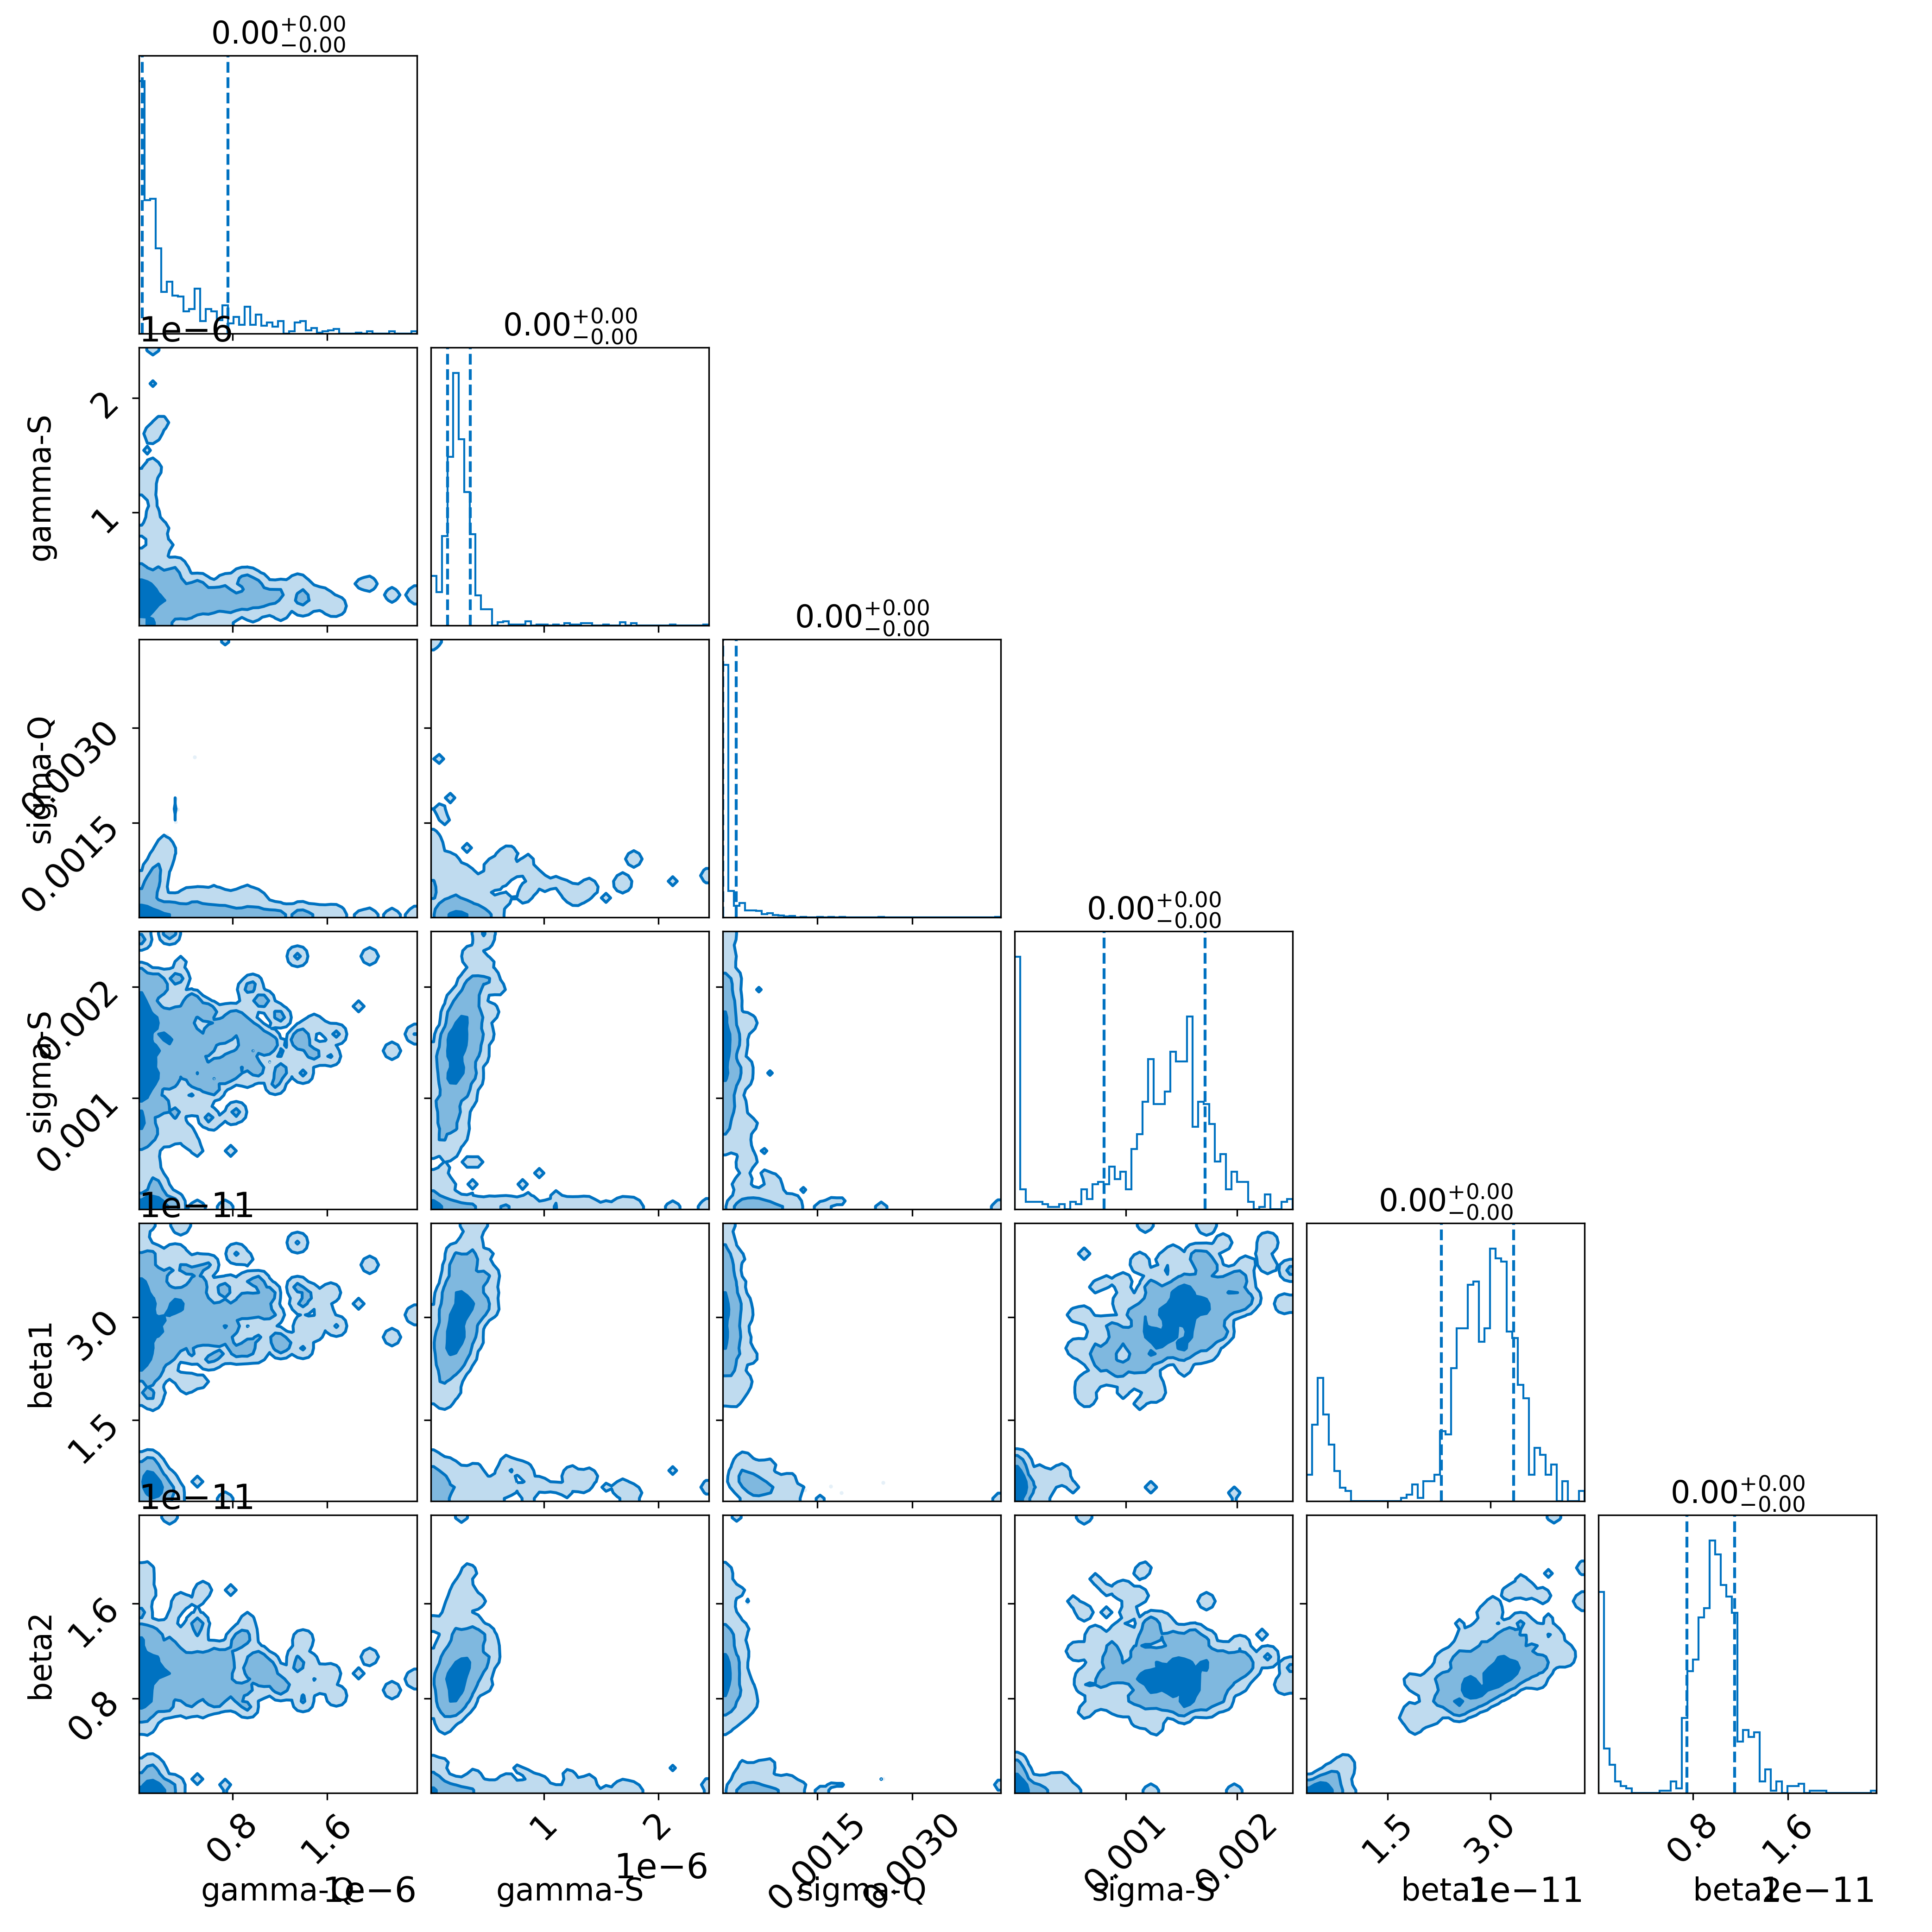 0.00+0.00−0.00
1e−6
0.00+0.00−0.00
2
1
gamma-S
0.00+0.00−0.00
0.0030
0.0015
sigma-Q
0.00+0.00−0.00
0.002
0.001
sigma-S
1e−11
0.00+0.00−0.00
3.0
1.5
beta1
1e−11
0.00+0.00−0.00
1.6
0.8
beta2
0.8 1.6 1 2 0.0015 0.0030 0.001 0.002 1.5 3.0 0.8 1.6
1e−6
gamma-Q 1e−6 gamma-S sigma-Q sigma-S beta1 1e−11 beta2 1e−11